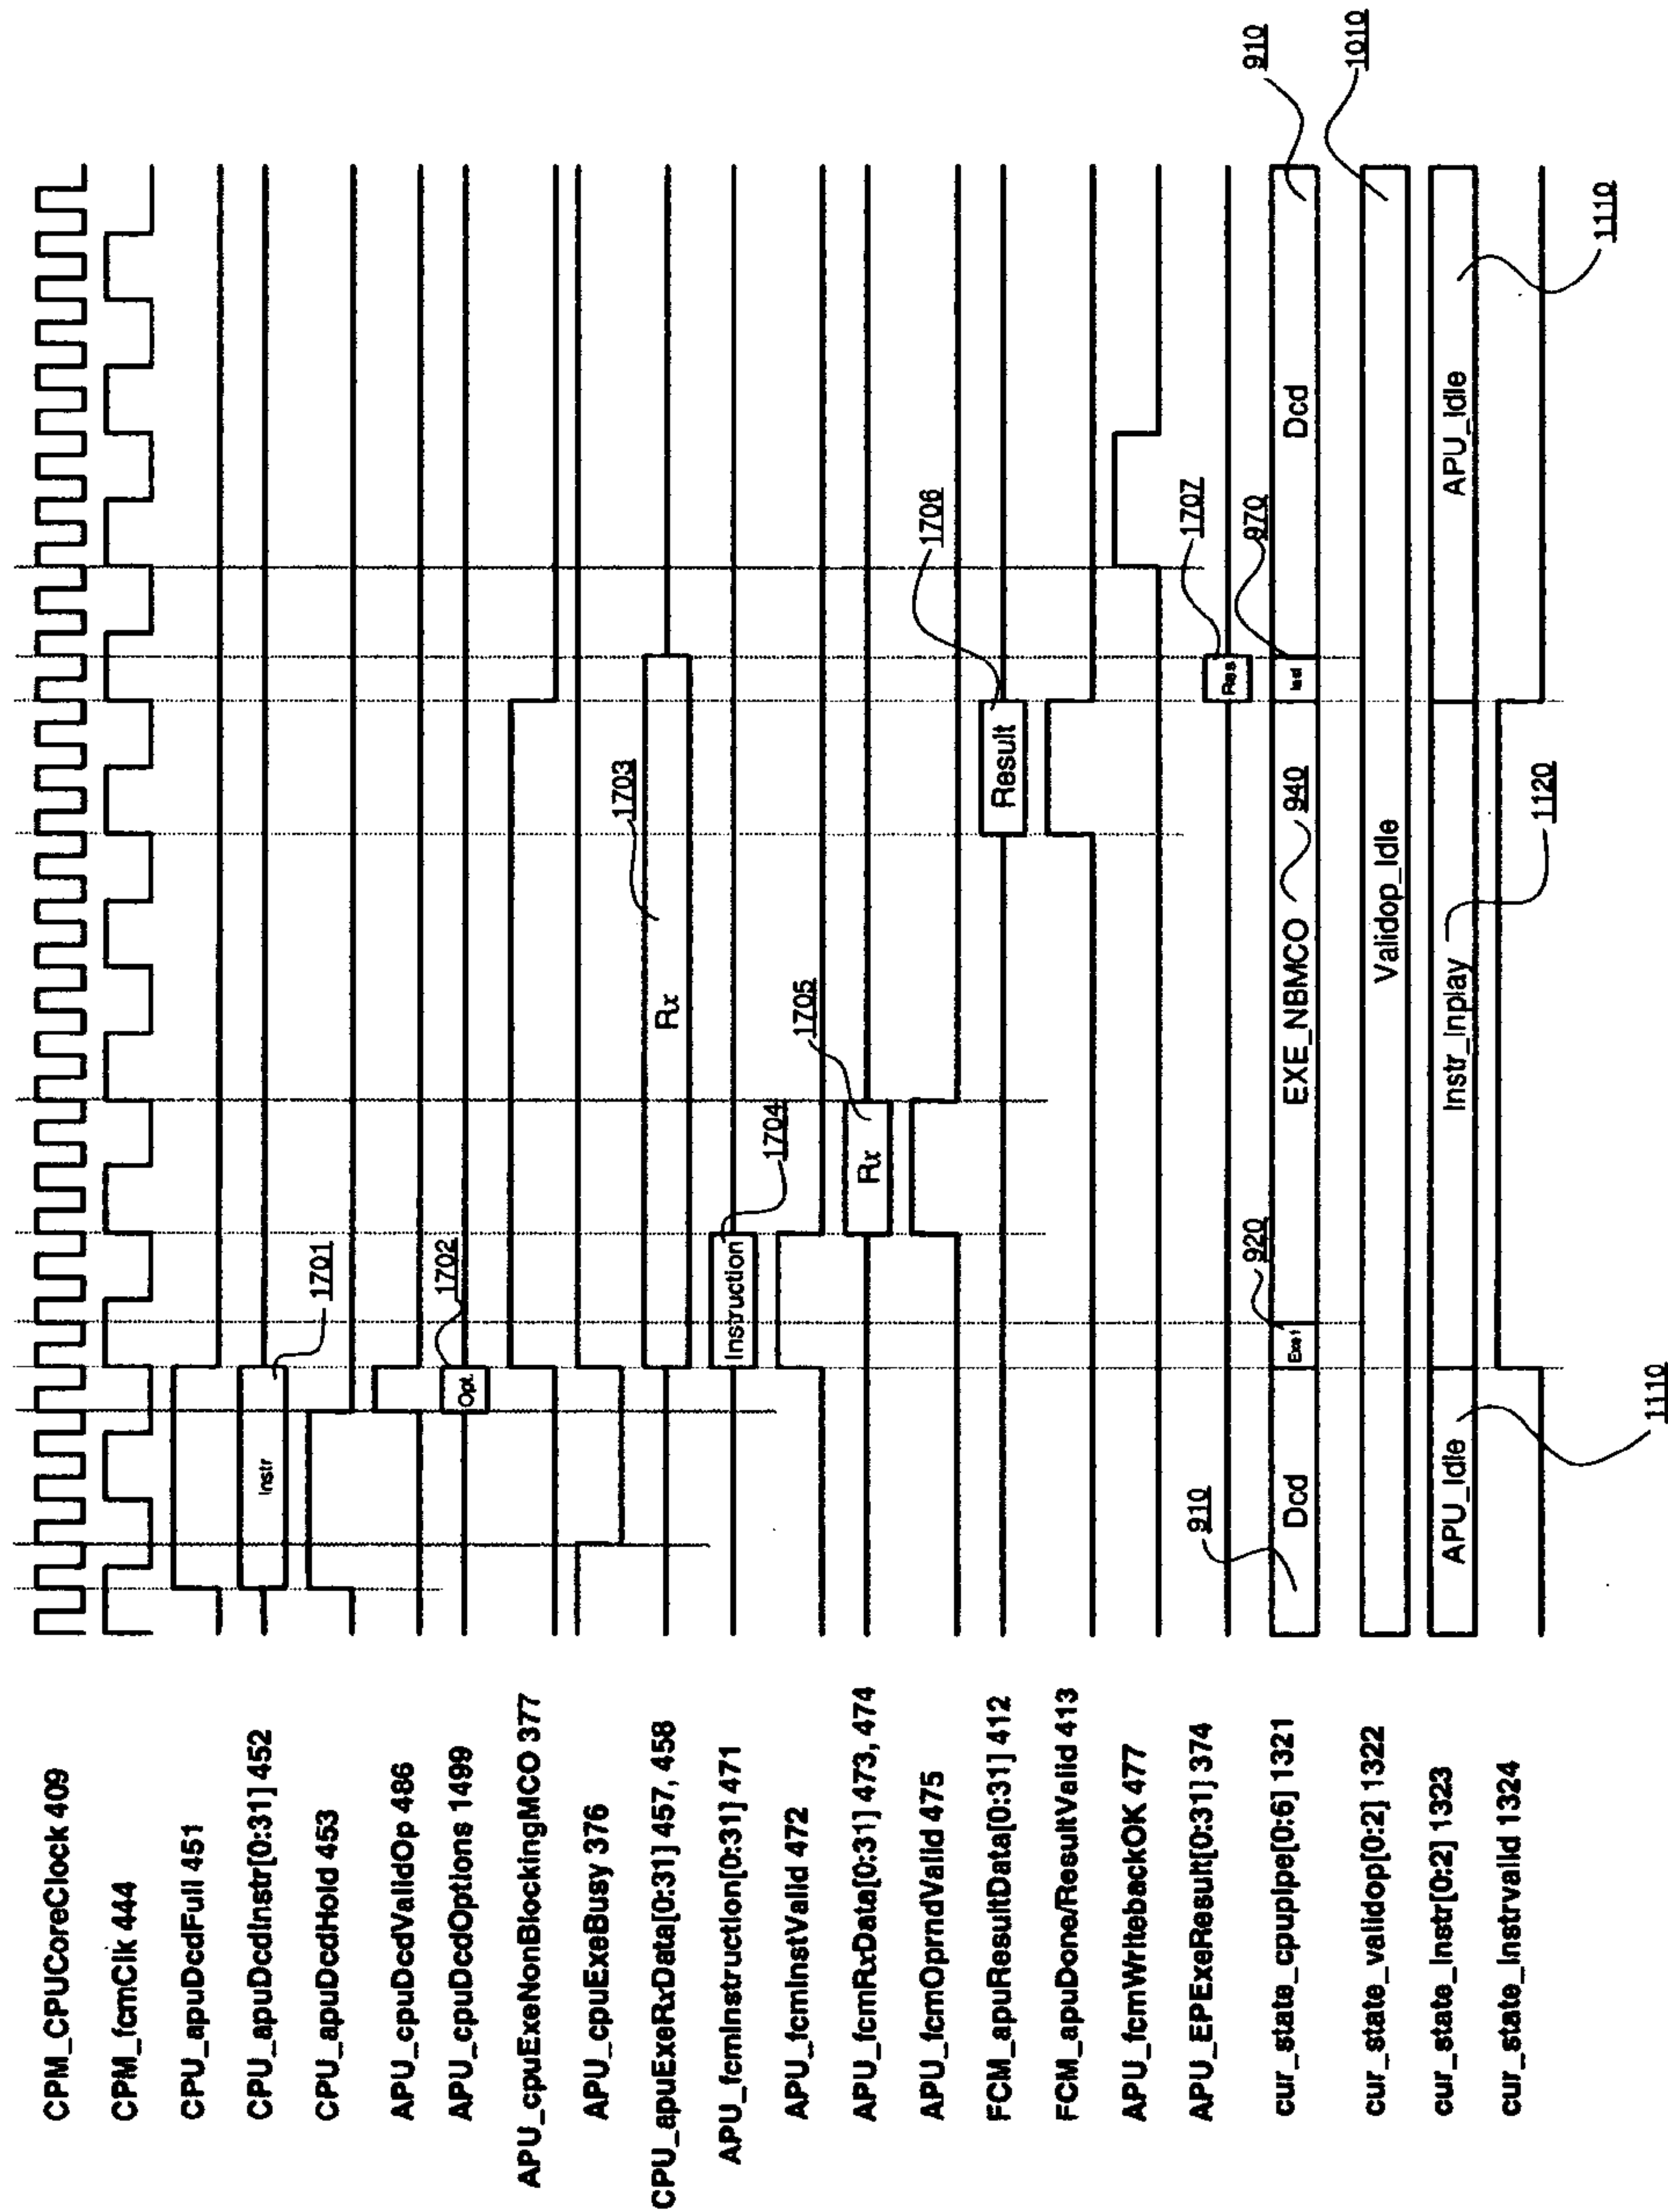 CPM_CPUCoreClock 409
CPM_fcmClk 444
CPU_apuDcdFull 451
CPU_apuDcdInstr[0:31] 452
Instr
1701
CPU_apuDcdHold 453
APU_cpuDcdValidOp 486
APU_cpuDcdOptions 1499
Opt.
1702
APU_cpuExeNonBlockingMCO 377
APU_cpuExeBusy 376
CPU_apuExeRxData[0:31] 457, 458
Rx
1703
APU_fcmInstruction[0:31] 471
Instruction
1704
APU_fcmInstValid 472
APU_fcmRxData[0:31] 473, 474
Rx
1705
APU_fcmOprndValid 475
FCM_apuResultData[0:31] 412
Result
1706
FCM_apuDone/ResultValid 413
APU_fcmWritebackOK 477
APU_EPExeResult[0:31] 374
Res
1707
cur_state_cpupipe[0:6] 1321
910
Dcd
Exe1
920
EXE_NBMCO
940
970
Dcd
910
cur_state_validop[0:2] 1322
Validop_Idle
1010
cur_state_instr[0:2] 1323
APU_Idle
1110
Instr_Inplay
1120
APU_Idle
1110
cur_state_instrvalid 1324